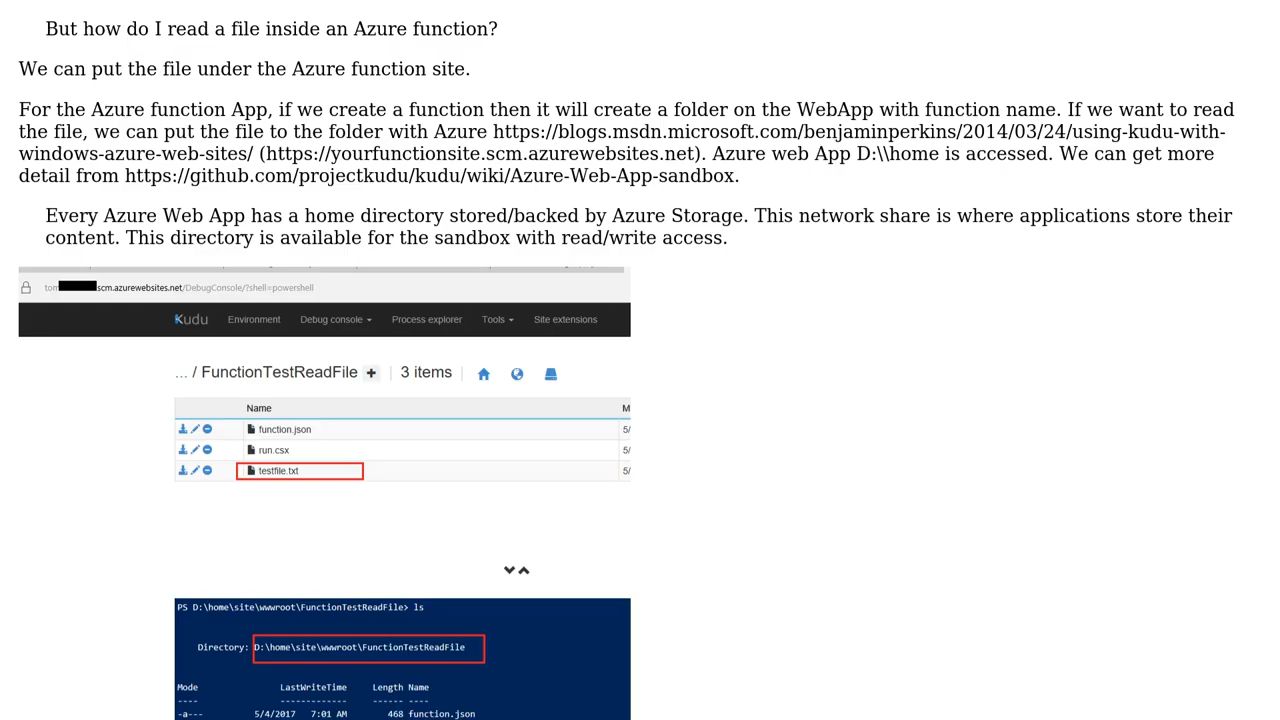 But how do I read a file inside an Azure function?
We can put the file under the Azure function site.
For the Azure function App, if we create a function then it will create a folder on the WebApp with function name. If we want to read
the file, we can put the file to the folder with Azure https://blogs.msdn.microsoft.com/benjaminperkins/2014/03/24/using-kudu-with-
windows-azure-web-sites/ (https://yourfunctionsite.scm.azurewebsites.net). Azure web App D:\\home is accessed. We can get more
detail from https://github.com/projectkudu/kudu/wiki/Azure-Web-App-sandbox.
Every Azure Web App has a home directory stored/backed by Azure Storage. This network share is where applications store their
content. This directory is available for the sandbox with read/write access.
tom scm.azurewebsites.net/DebugConsole/?shell=powershell
Kudu Environment Debug console Process explorer Tools Site extensions
... / FunctionTestReadFile + | 3 items |
Name M
function.json 5/
run.csx 5/
testfile.txt 5/
PS D:\home\site\wwwroot\FunctionTestReadFile> ls
Directory: D:\home\site\wwwroot\FunctionTestReadFile
Mode LastWriteTime Length Name
---- ------------- ------ ----
-a--- 5/4/2017 7:01 AM 468 function.json